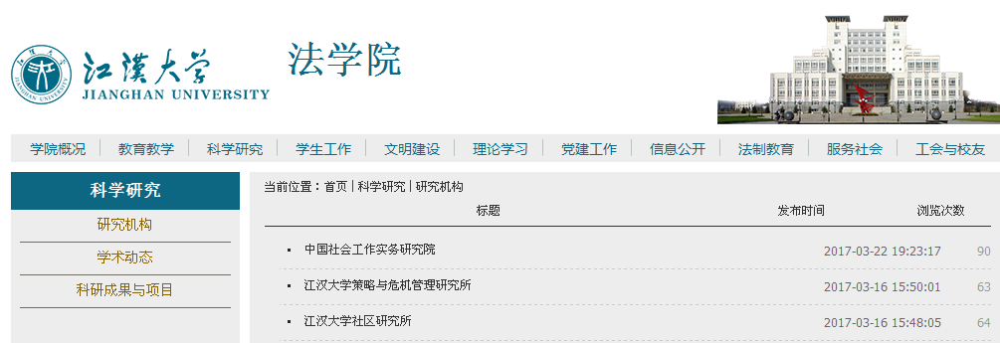 江汉大学
JIANGHAN UNIVERSITY
法学院
学院概况 教育教学 科学研究 学生工作 文明建设 理论学习 党建工作 信息公开 法制教育 服务社会 工会与校友
科学研究
研究机构
学术动态
科研成果与项目
当前位置：首页 | 科学研究 | 研究机构
标题 发布时间 浏览次数
中国社会工作实务研究院 2017-03-22 19:23:17 90
江汉大学策略与危机管理研究所 2017-03-16 15:50:01 63
江汉大学社区研究所 2017-03-16 15:48:05 64